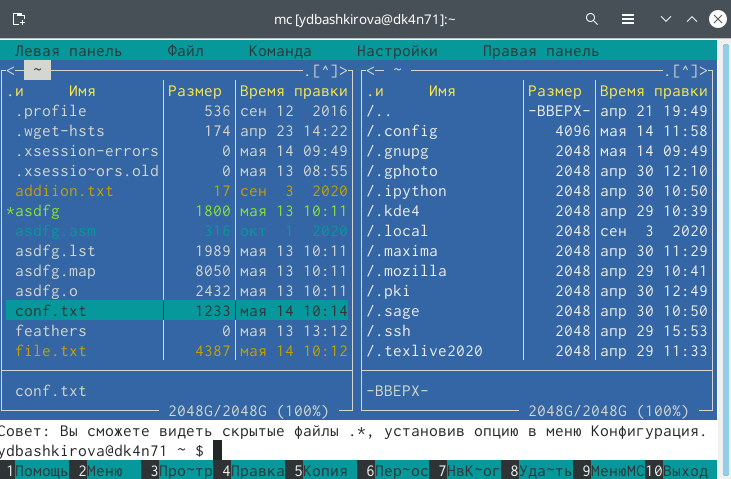 mc [ydbashkirova@dk4n71]:~
Левая панель Файл Команда Настройки Правая панель
<─ ~ .[^]> <─ ~ .[^]>
.и Имя Размер Время правки .и Имя Размер Время правки
.profile 536 сен 12 2016 /.. -ВВЕРХ- апр 21 19:49
.wget-hsts 174 апр 23 14:22 /.config 4096 мая 14 11:58
.xsession-errors 0 мая 14 09:49 /.gnupg 2048 мая 14 09:49
.xsessio~ors.old 0 мая 13 08:55 /.gphoto 2048 апр 30 12:10
addiion.txt 17 сен 3 2020 /.ipython 2048 апр 30 10:50
*asdfg 1800 мая 13 10:11 /.kde4 2048 апр 29 10:39
asdfg.asm 316 окт 1 2020 /.local 2048 сен 3 2020
asdfg.lst 1989 мая 13 10:11 /.maxima 2048 апр 30 11:29
asdfg.map 8050 мая 13 10:11 /.mozilla 2048 апр 29 10:41
asdfg.o 2432 мая 13 10:11 /.pki 2048 апр 30 12:49
conf.txt 1233 мая 14 10:14 /.sage 2048 апр 30 10:50
feathers 0 мая 13 13:12 /.ssh 2048 апр 29 15:53
file.txt 4387 мая 14 10:12 /.texlive2020 2048 апр 29 11:33
conf.txt -ВВЕРХ-
2048G/2048G (100%) 2048G/2048G (100%)
Совет: Вы сможете видеть скрытые файлы .*, установив опцию в меню Конфигурация.
ydbashkirova@dk4n71 ~ $
1Помощь 2Меню 3Про~тр 4Правка 5Копия 6Пер~ос 7НвК~ог 8Уда~ть 9МенюMC 10Выход